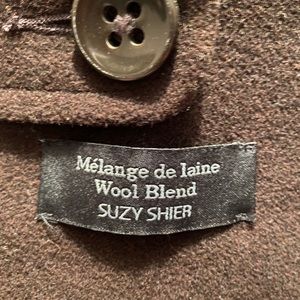 Mélange de laine
Wool Blend
SUZY SHIER